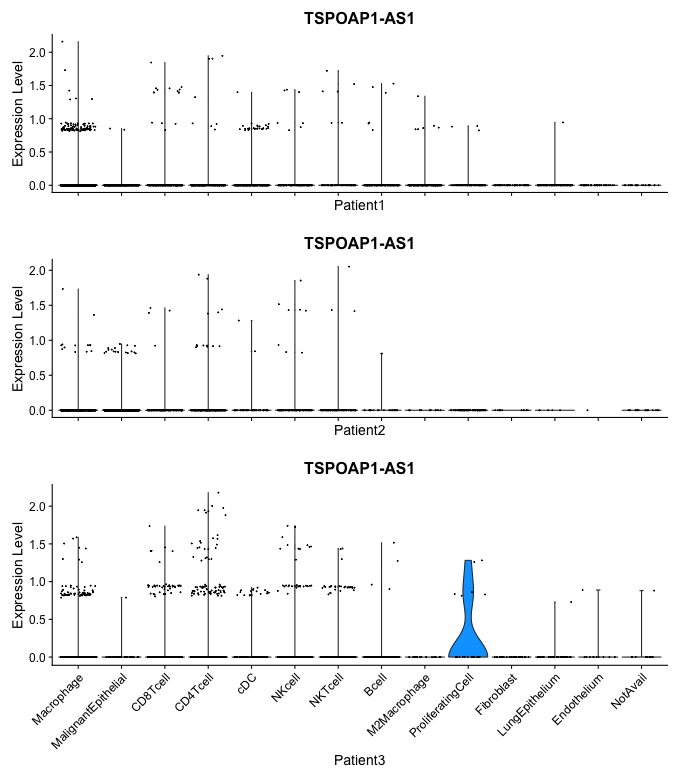 TSPOAP1-AS1
Expression Level
2.0
1.5
1.0
0.5
0.0
Patient1
TSPOAP1-AS1
Expression Level
2.0
1.5
1.0
0.5
0.0
Patient2
TSPOAP1-AS1
Expression Level
2.0
1.5
1.0
0.5
0.0
Macrophage
MalignantEpithelial
CD8Tcell
CD4Tcell
cDC
NKcell
NKTcell
Bcell
M2Macrophage
ProliferatingCell
Fibroblast
LungEpithelium
Endothelium
NotAvail
Patient3